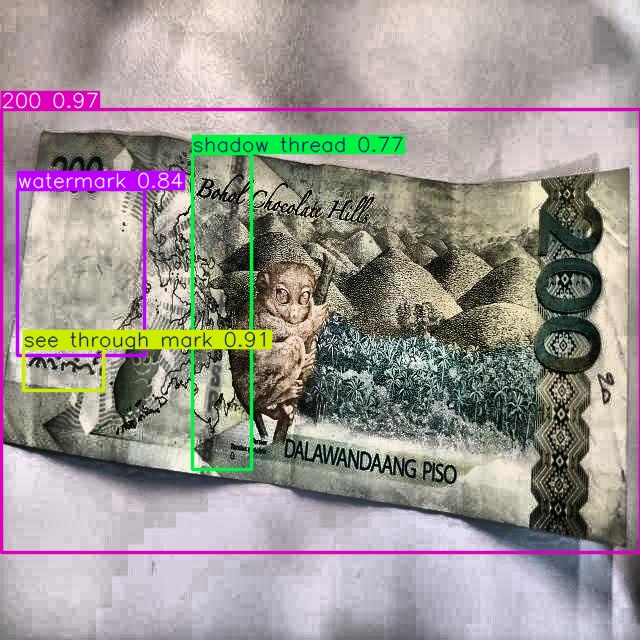 200 0.97
shadow thread 0.77
200
watermark 0.84
Bohol Chocolate Hills
200
see through mark 0.91
20
DALAWANDAANG PISO